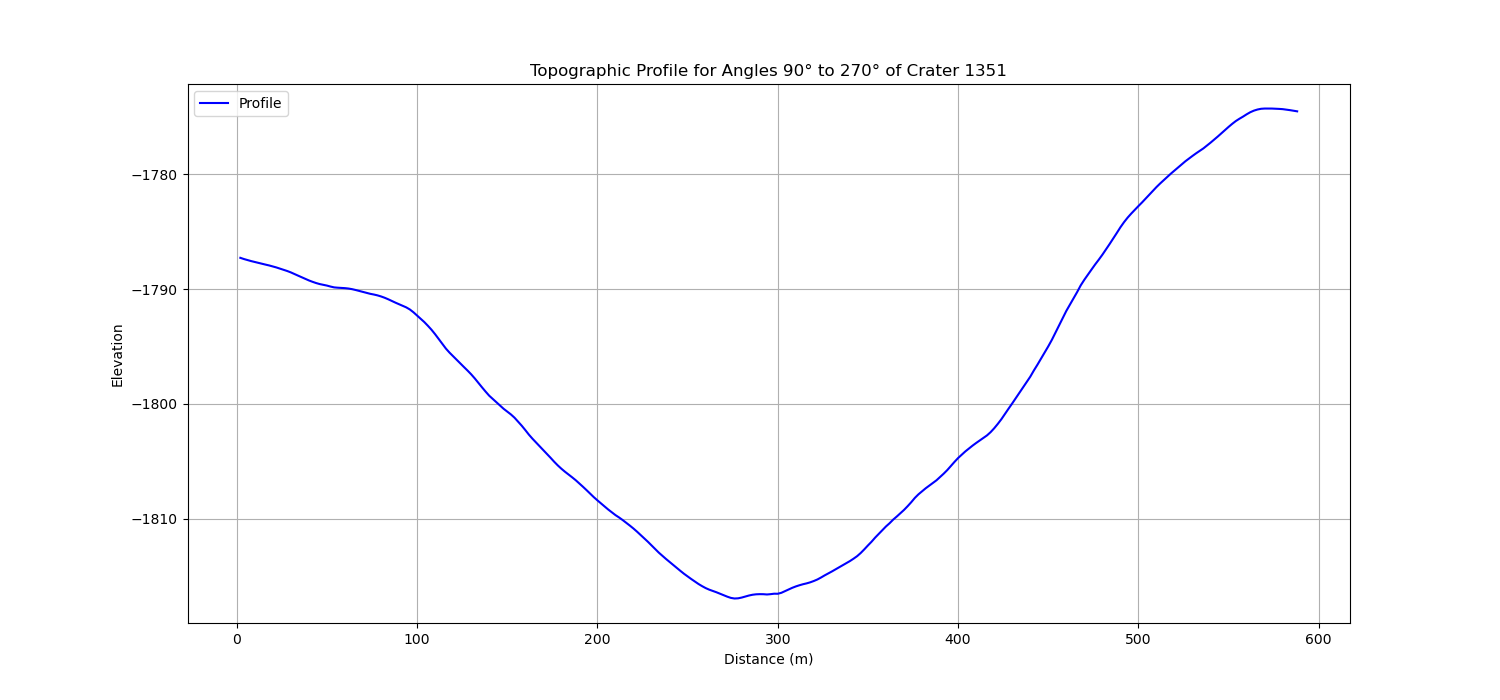 Topographic Profile for Angles 90° to 270° of Crater 1351
Profile
Elevation
−1780
−1790
−1800
−1810
0 100 200 300 400 500 600
Distance (m)